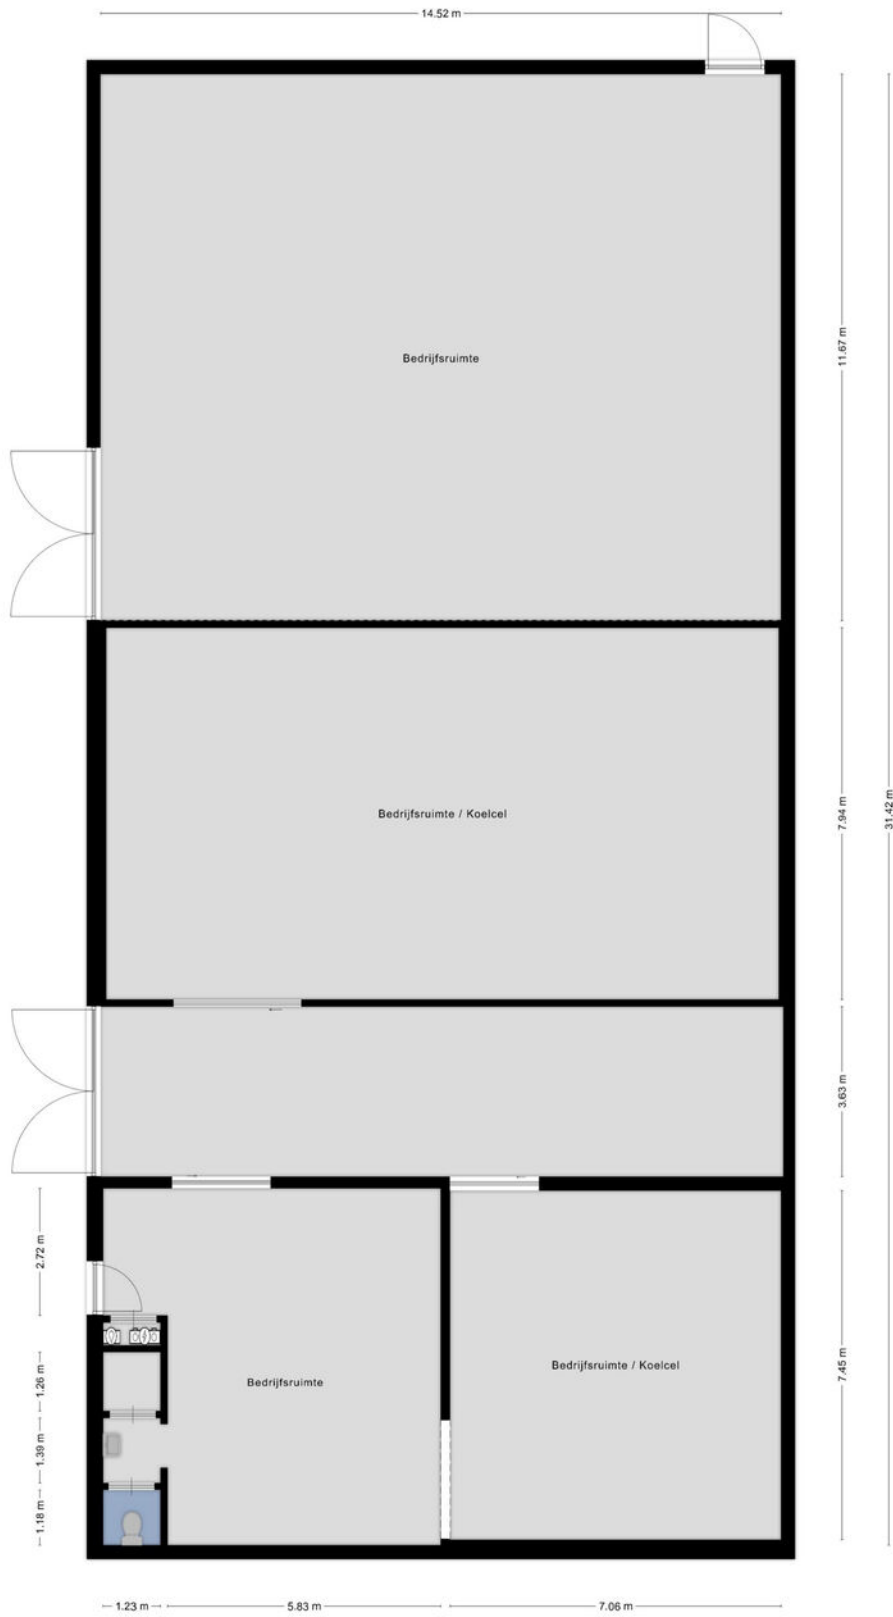 14.52 m
Bedrijfsruimte
11.67 m
Bedrijfsruimte / Koelcel
7.94 m
31.42 m
3.63 m
2.72 m
Bedrijfsruimte / Koelcel
7.45 m
Bedrijfsruimte
1.26 m
1.39 m
1.18 m
1.23 m
5.83 m
7.06 m